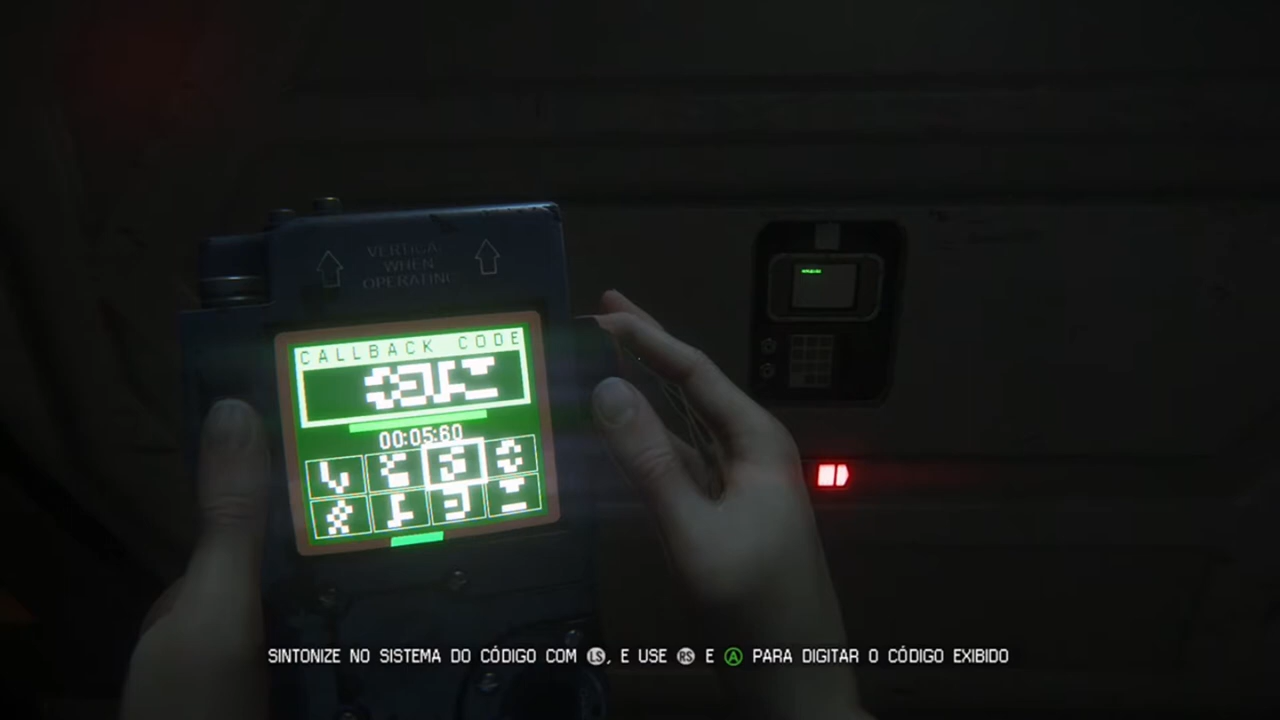 VERTICAL
WHEN
OPERATING
CALLBACK CODE
00:05:60
SINTONIZE NO SISTEMA DO CÓDIGO COM LS, E USE RS E A PARA DIGITAR O CÓDIGO EXIBIDO